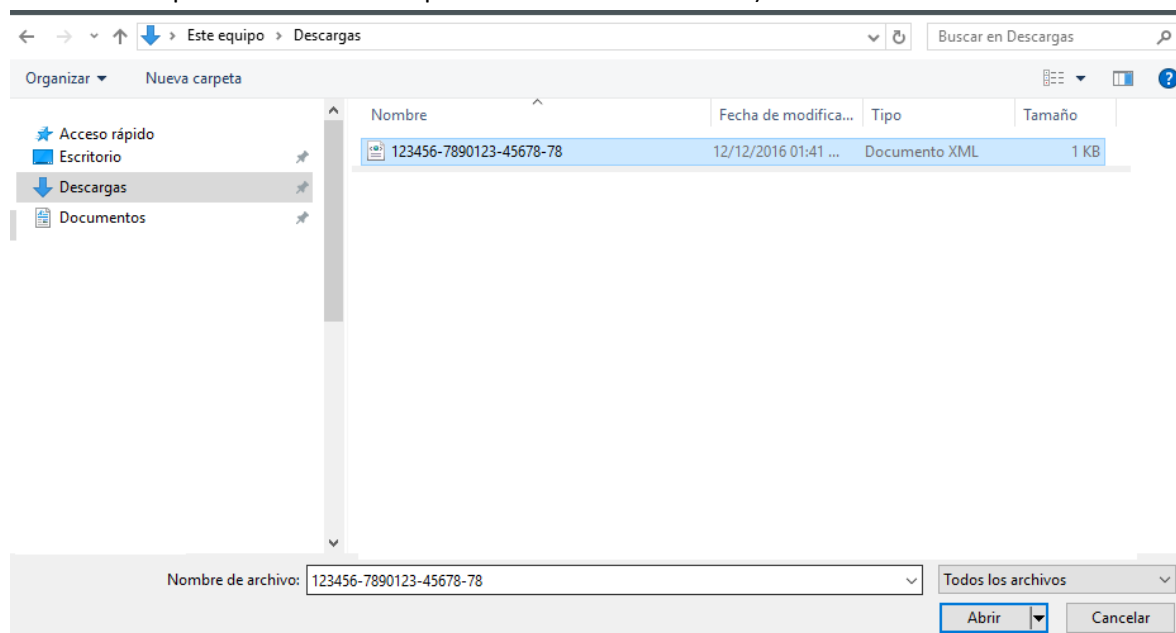 Este equipo > Descargas
Buscar en Descargas
Organizar
Nueva carpeta
Nombre
Fecha de modifica...
Tipo
Tamaño
Acceso rápido
Escritorio
Descargas
Documentos
123456-7890123-45678-78
12/12/2016 01:41 ...
Documento XML
1 KB
Nombre de archivo:
123456-7890123-45678-78
Todos los archivos
Abrir
Cancelar